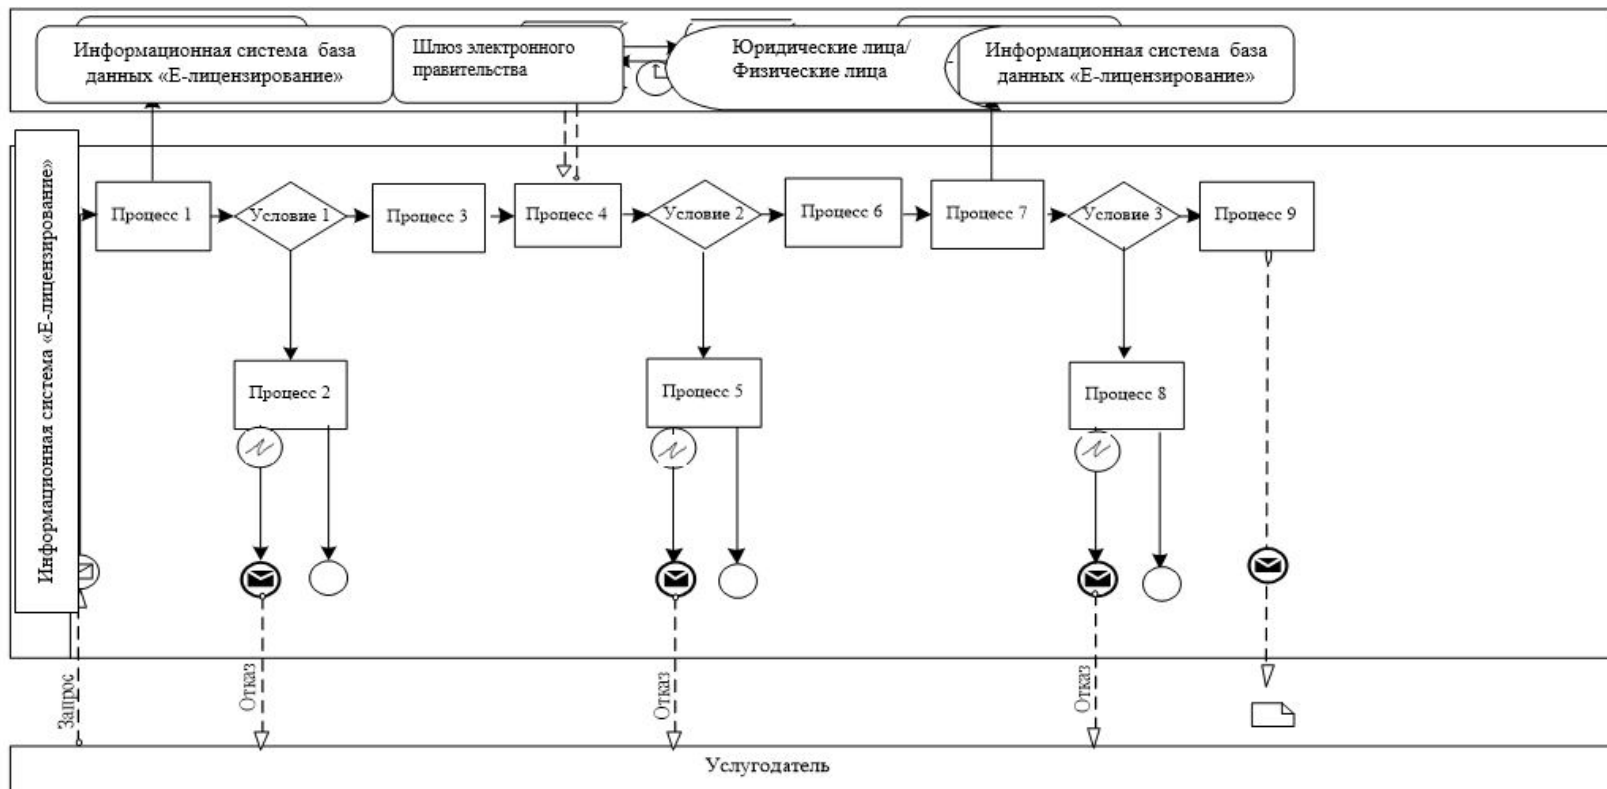 Информационная система база
данных «Е-лицензирование»
Шлюз электронного
правительства
Юридические лица/
Физические лица
Информационная система база
данных «Е-лицензирование»
Информационная система «Е-лицензирование»
Процесс 1
Условие 1
Процесс 3
Процесс 4
Условие 2
Процесс 6
Процесс 7
Условие 3
Процесс 9
Процесс 2
Процесс 5
Процесс 8
Запрос
Отказ
Отказ
Отказ
Услугодатель